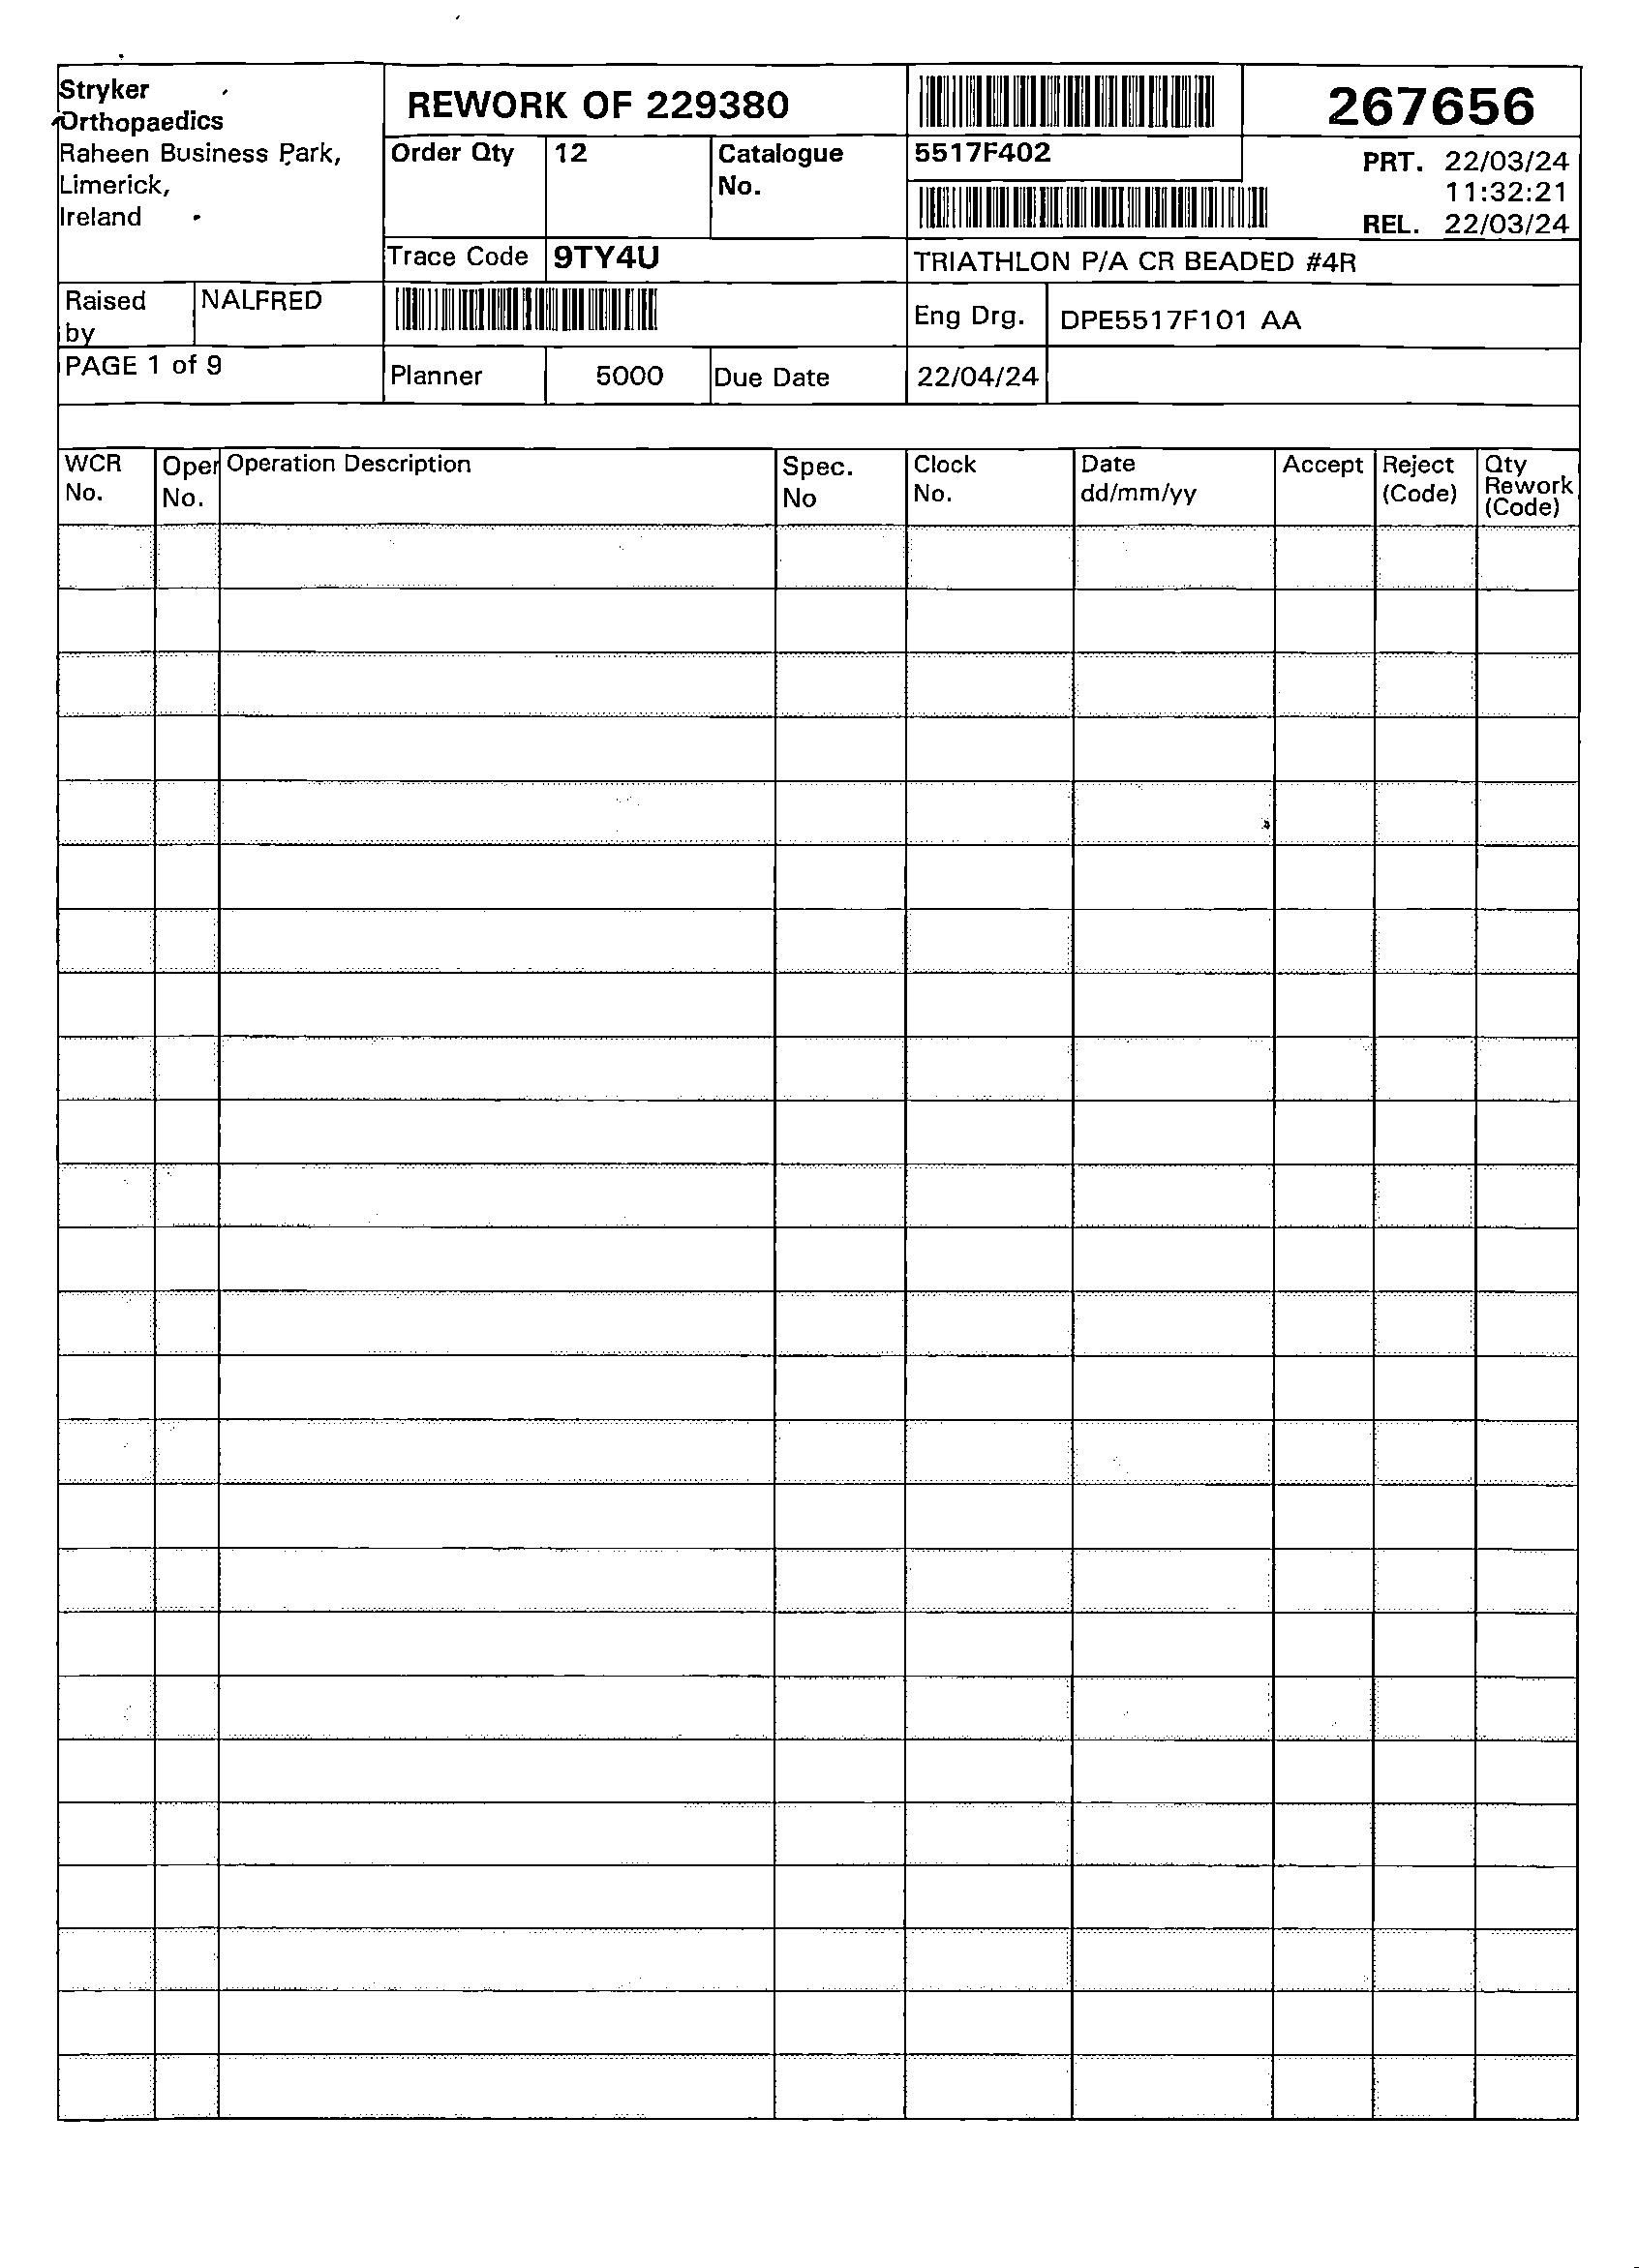 Stryker
Orthopaedics
Raheen Business Park,
Limerick,
Ireland
REWORK OF 229380
267656
Order Qty 12 Catalogue No. 5517F402
PRT. 22/03/24
11:32:21
REL. 22/03/24
Trace Code 9TY4U
TRIATHLON P/A CR BEADED #4R
Raised by NALFRED
Eng Drg. DPE5517F101 AA
PAGE 1 of 9
Planner 5000 Due Date 22/04/24
WCR No.
Oper No.
Operation Description
Spec. No
Clock No.
Date dd/mm/yy
Accept
Reject (Code)
Qty Rework (Code)